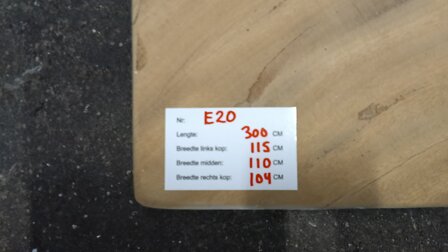 Nr: E20
Lengte: 300 CM
Breedte links kop: 115 CM
Breedte midden: 110 CM
Breedte rechts kop: 104 CM